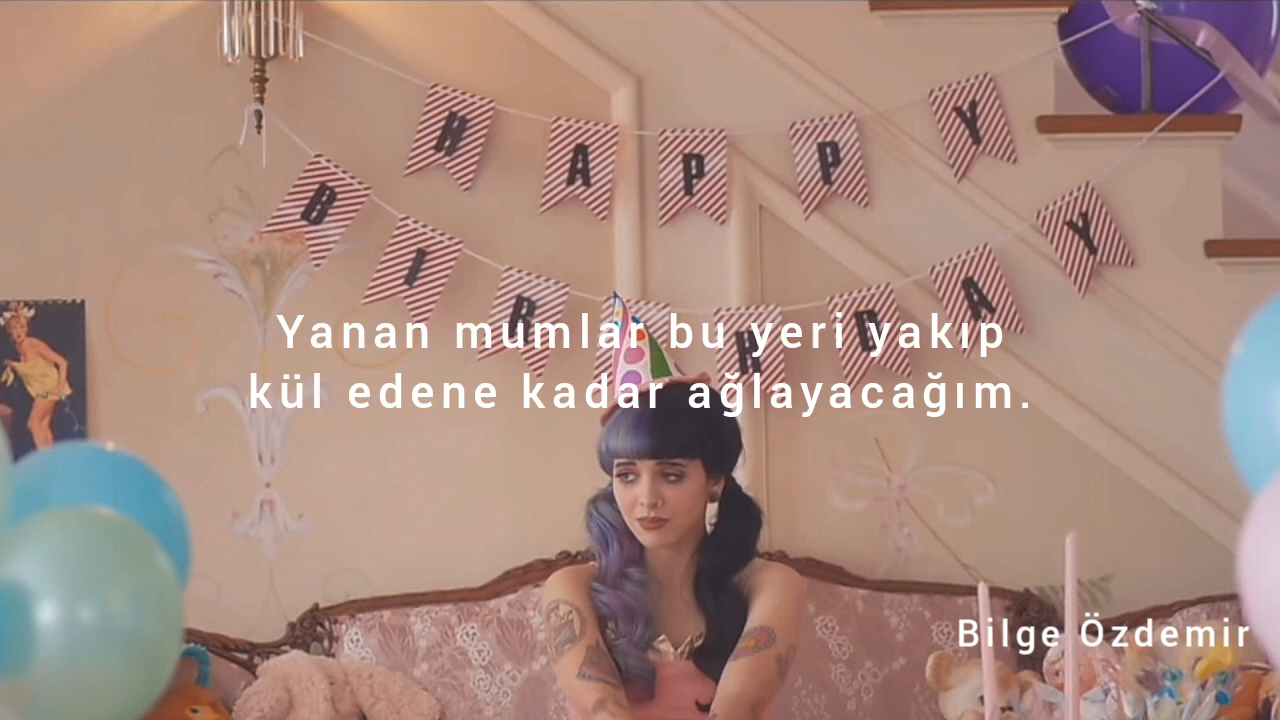 HAPPY
BIRTHDAY
Yanan mumlar bu yeri yakıp
kül edene kadar ağlayacağım.
Bilge Özdemir